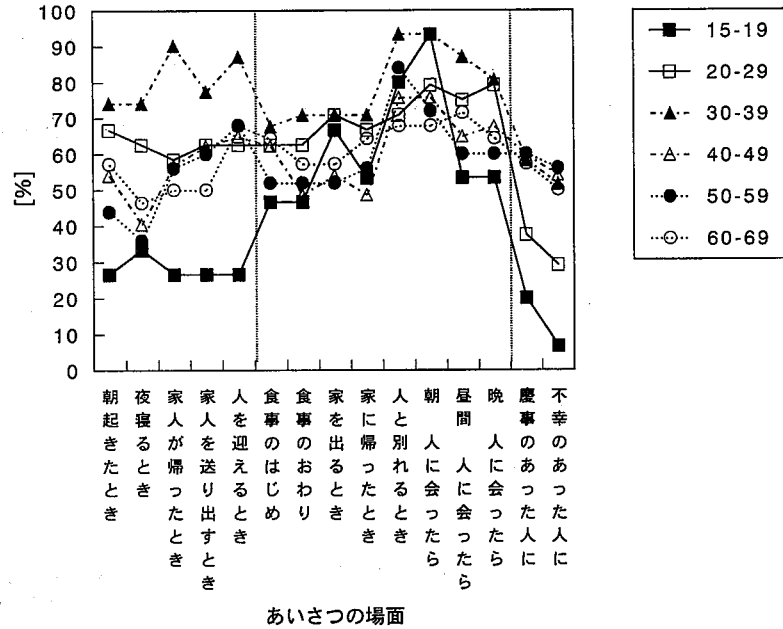 100
90
80
70
60
50
40
30
20
10
0
[%]
15-19
20-29
30-39
40-49
50-59
60-69
朝起きたとき
夜寝るとき
家人が帰ったとき
家人を送り出すとき
人を迎えるとき
食事のはじめ
食事のおわり
家を出るとき
家に帰ったとき
人と別れるとき
朝 人に会ったら
昼間 人に会ったら
晩 人に会ったら
慶事のあった人に
不幸のあった人に
あいさつの場面